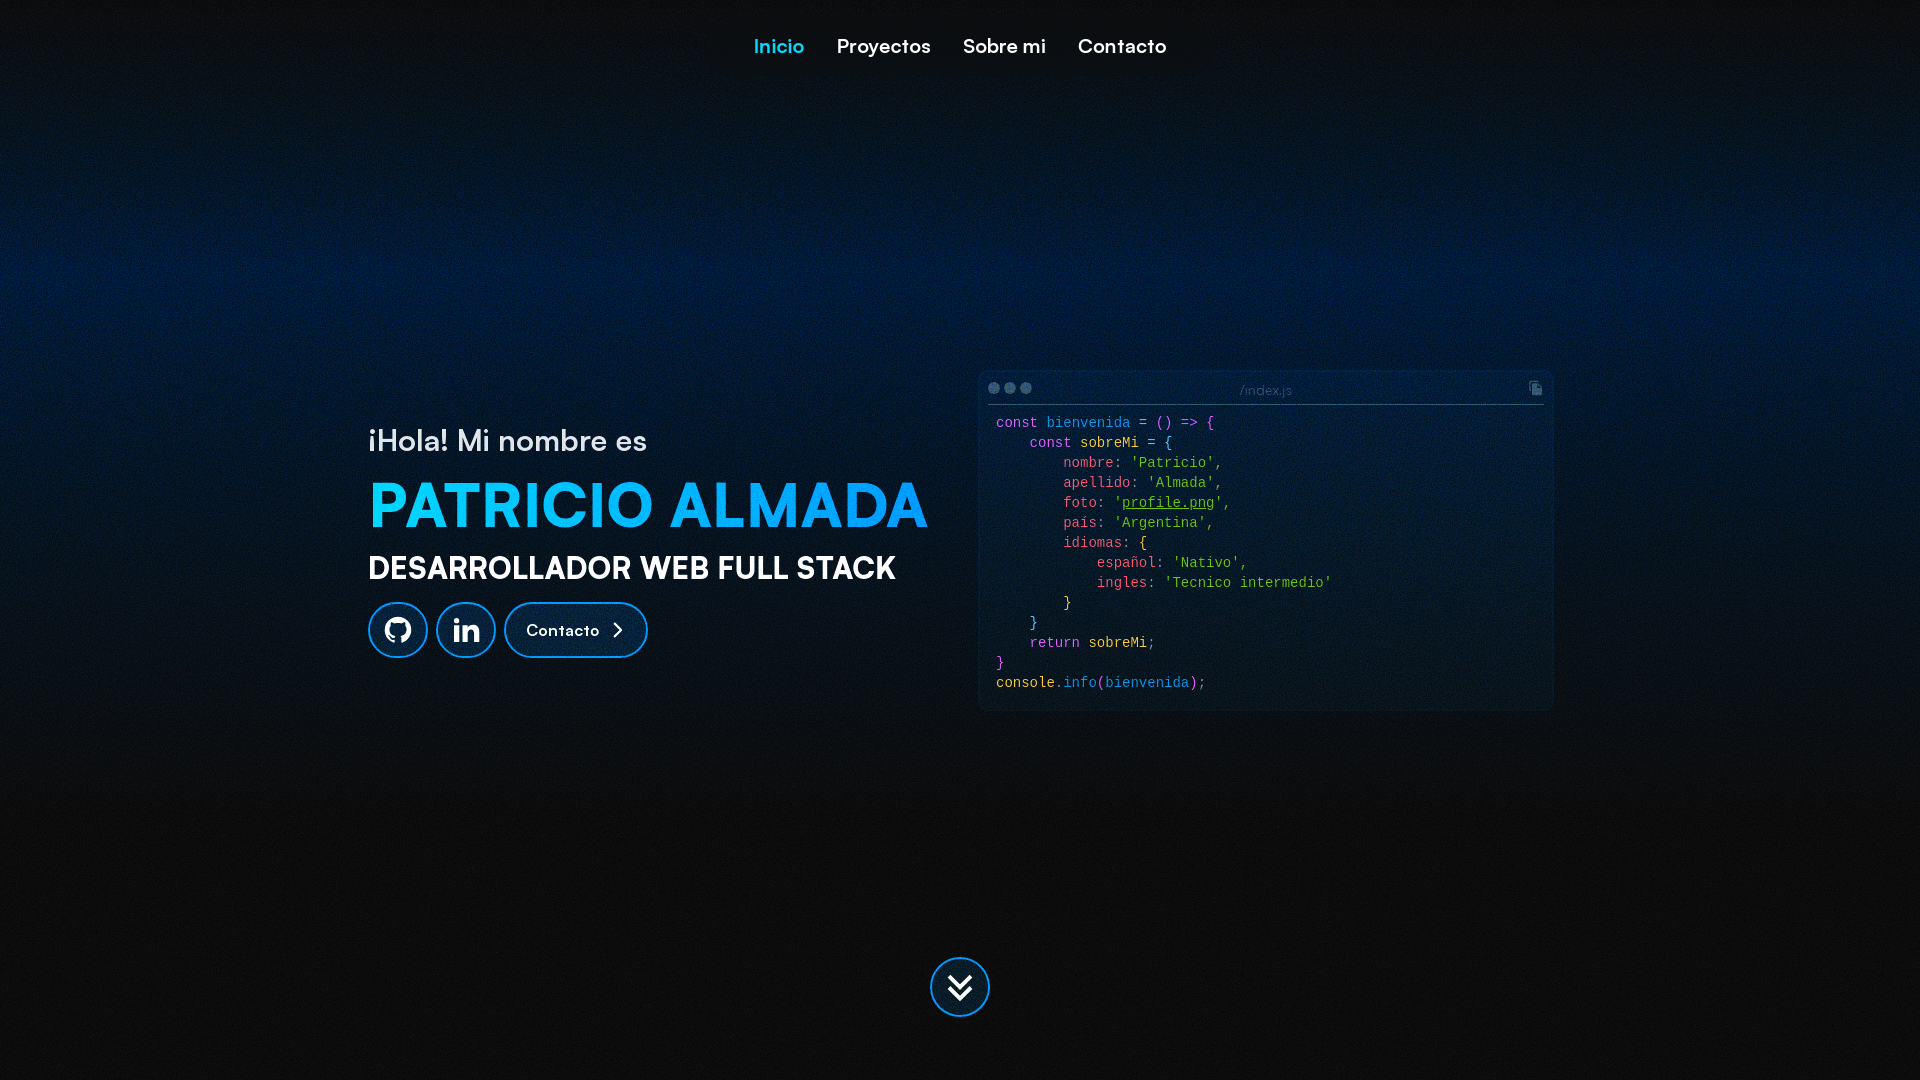 Inicio Proyectos Sobre mi Contacto
¡Hola! Mi nombre es
PATRICIO ALMADA
DESARROLLADOR WEB FULL STACK
Contacto
/index.js
const bienvenida = () => {
    const sobreMi = {
        nombre: 'Patricio',
        apellido: 'Almada',
        foto: 'profile.png',
        país: 'Argentina',
        idiomas: {
            español: 'Nativo',
            ingles: 'Tecnico intermedio'
        }
    }
    return sobreMi;
}
console.info(bienvenida);